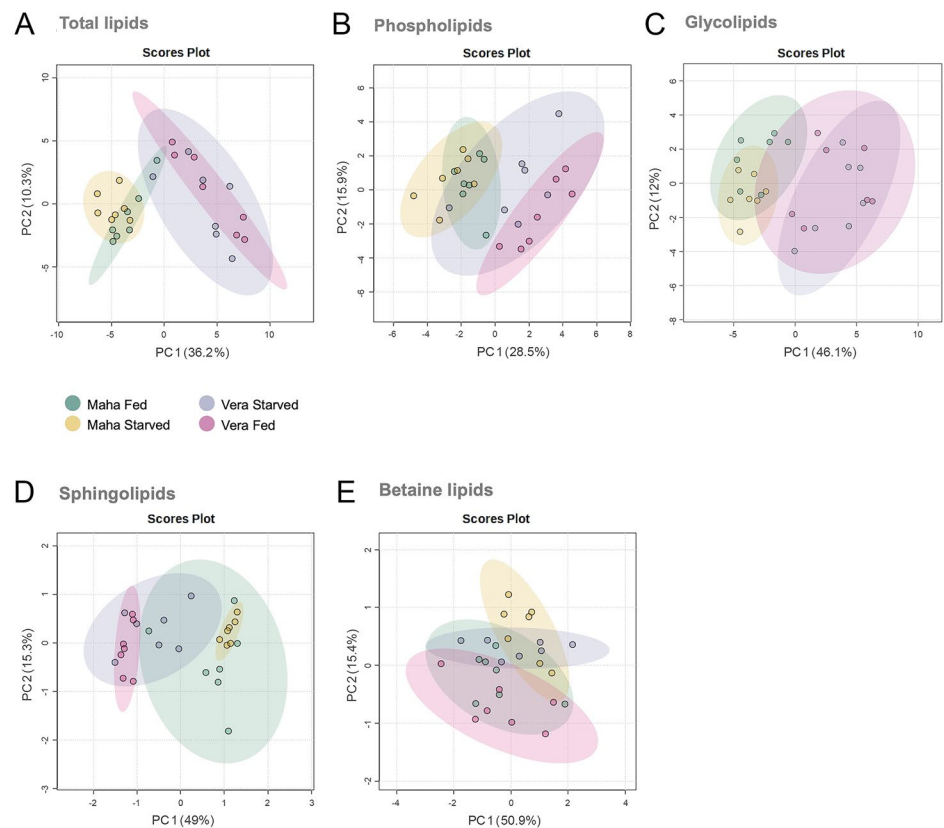 A Total lipids
Scores Plot
PC2 (10.3%)
10
5
0
-5
-10 -5 0 5 10
PC1 (36.2%)
B Phospholipids
Scores Plot
PC2 (15.9%)
6
4
2
0
-2
-4
-6
-6 -4 -2 0 2 4 6 8
PC1 (28.5%)
C Glycolipids
Scores Plot
PC2 (12%)
6
4
2
0
-2
-4
-6
-8
-5 0 5 10
PC1 (46.1%)
Maha Fed
Maha Starved
Vera Starved
Vera Fed
D Sphingolipids
Scores Plot
PC2 (15.3%)
2
1
0
-1
-2
-3
-2 -1 0 1 2 3
PC1 (49%)
E Betaine lipids
Scores Plot
PC2 (15.4%)
2
1
0
-1
-2
-4 -2 0 2 4
PC1 (50.9%)